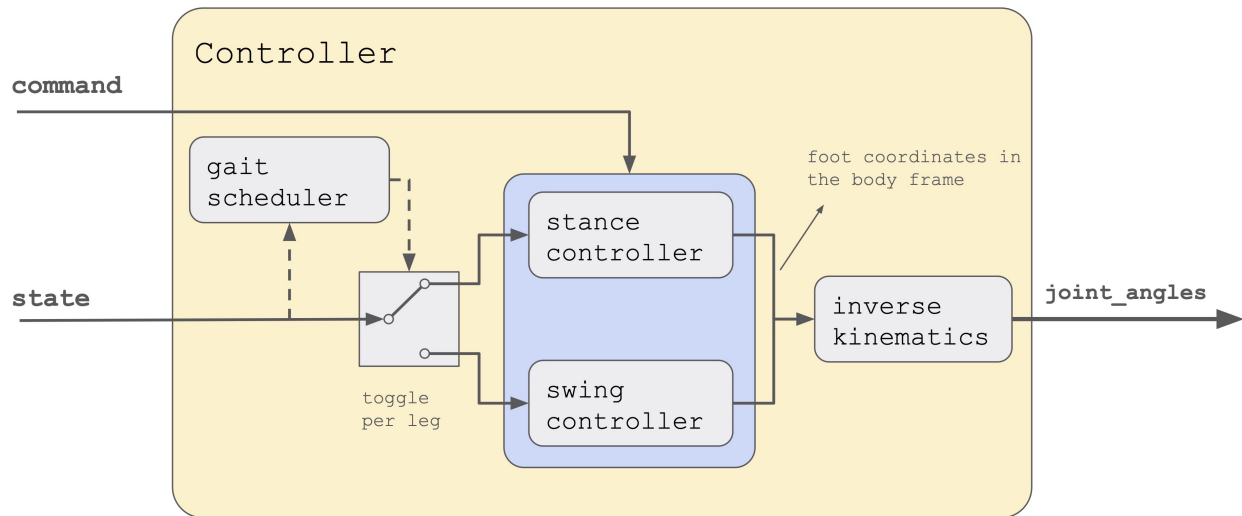 Controller
command
gait
scheduler
foot coordinates in
the body frame
stance
controller
state
joint_angles
inverse
kinematics
toggle
per leg
swing
controller